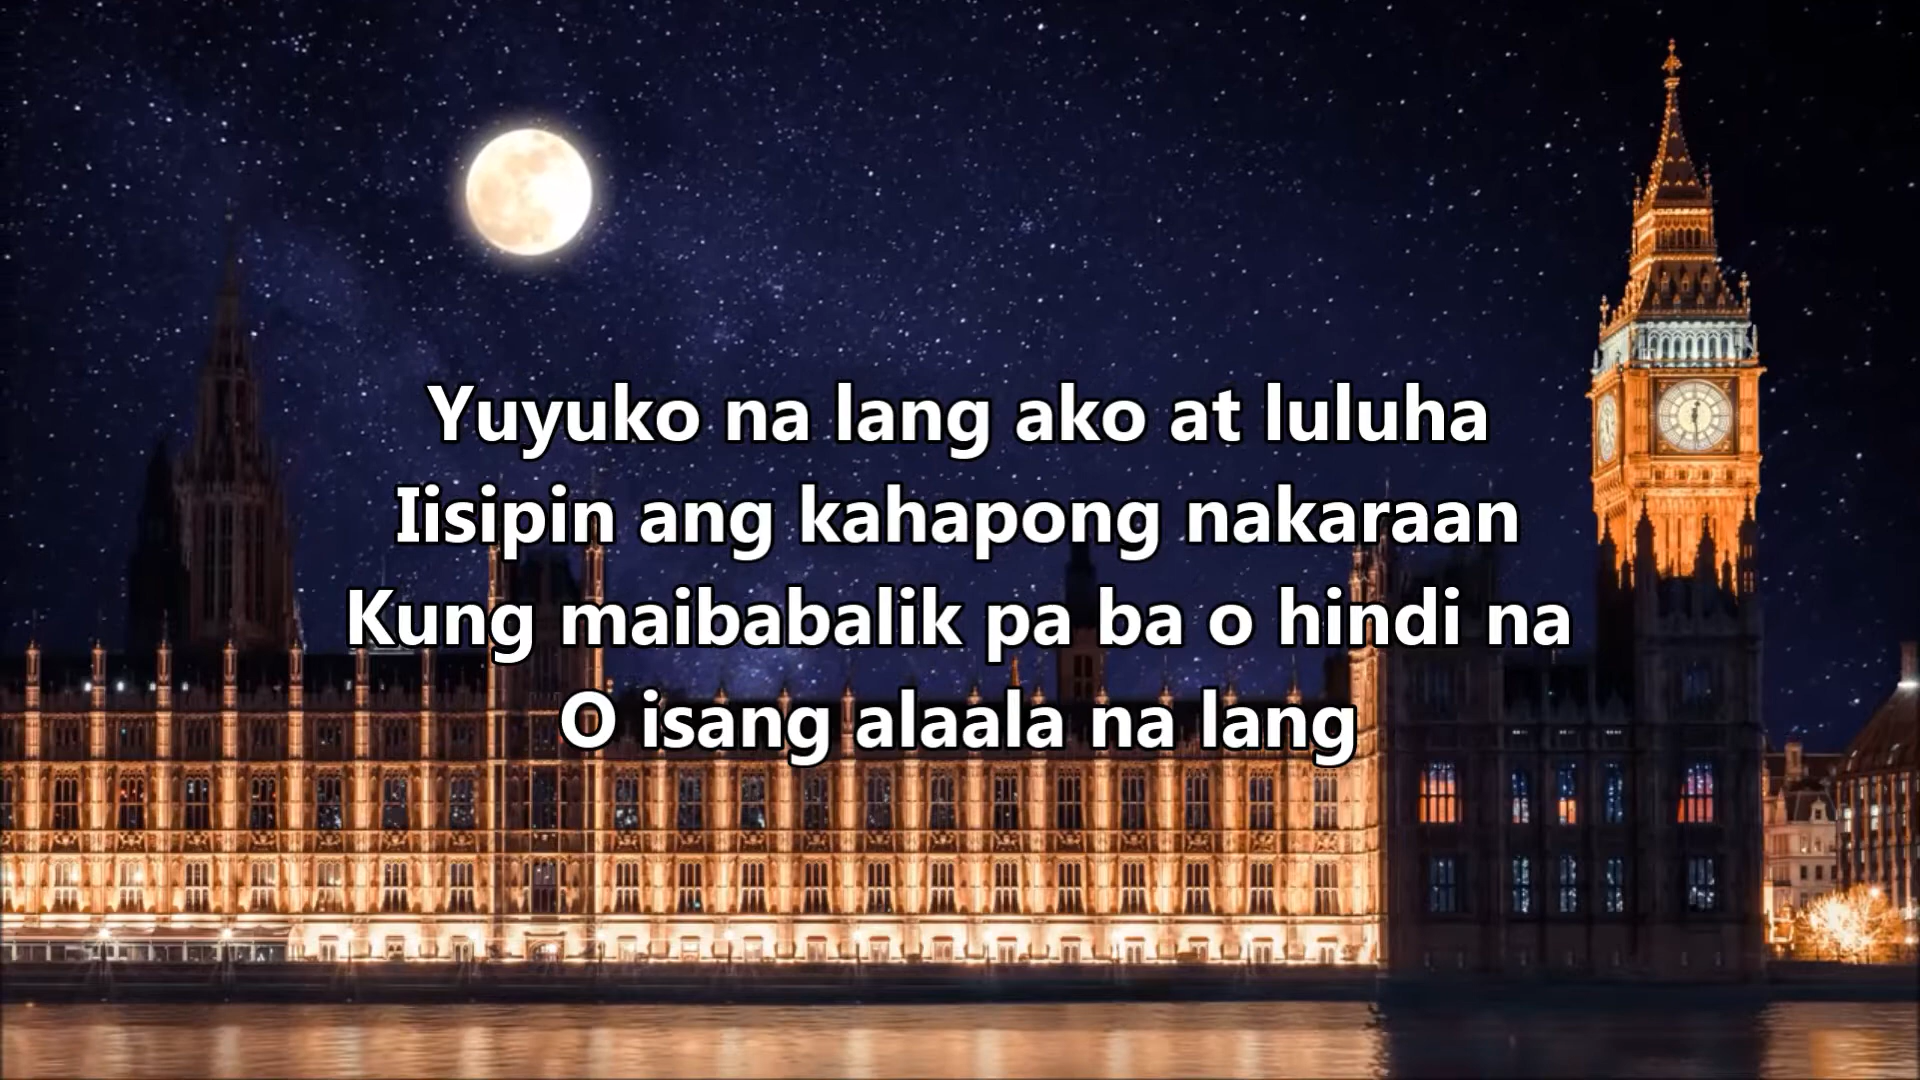 Yuyuko na lang ako at luluha
Iisipin ang kahapong nakaraan
Kung maibabalik pa ba o hindi na
O isang alaala na lang